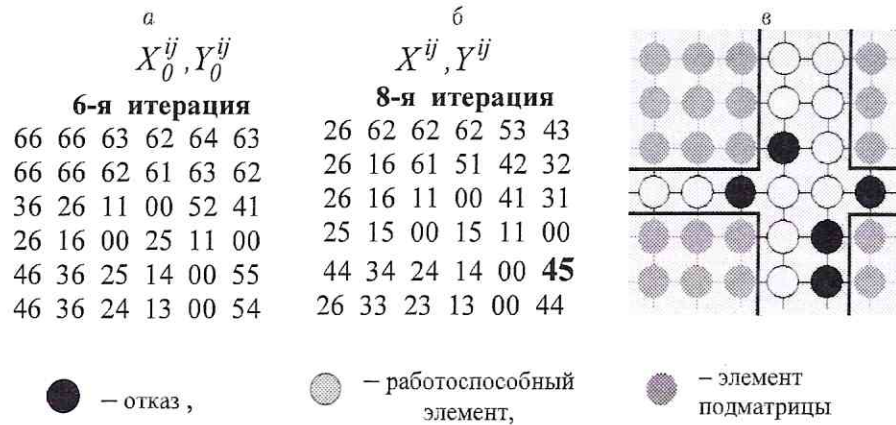 а б в
X₀^{ij}, Y₀^{ij} X^{ij}, Y^{ij}
6-я итерация 8-я итерация
66 66 63 62 64 63 26 62 62 62 53 43
66 66 62 61 63 62 26 16 61 51 42 32
36 26 11 00 52 41 26 16 11 00 41 31
26 16 00 25 11 00 25 15 00 15 11 00
46 36 25 14 00 55 44 34 24 14 00 45
46 36 24 13 00 54 26 33 23 13 00 44
– отказ , – работоспособный – элемент
элемент, подматрицы